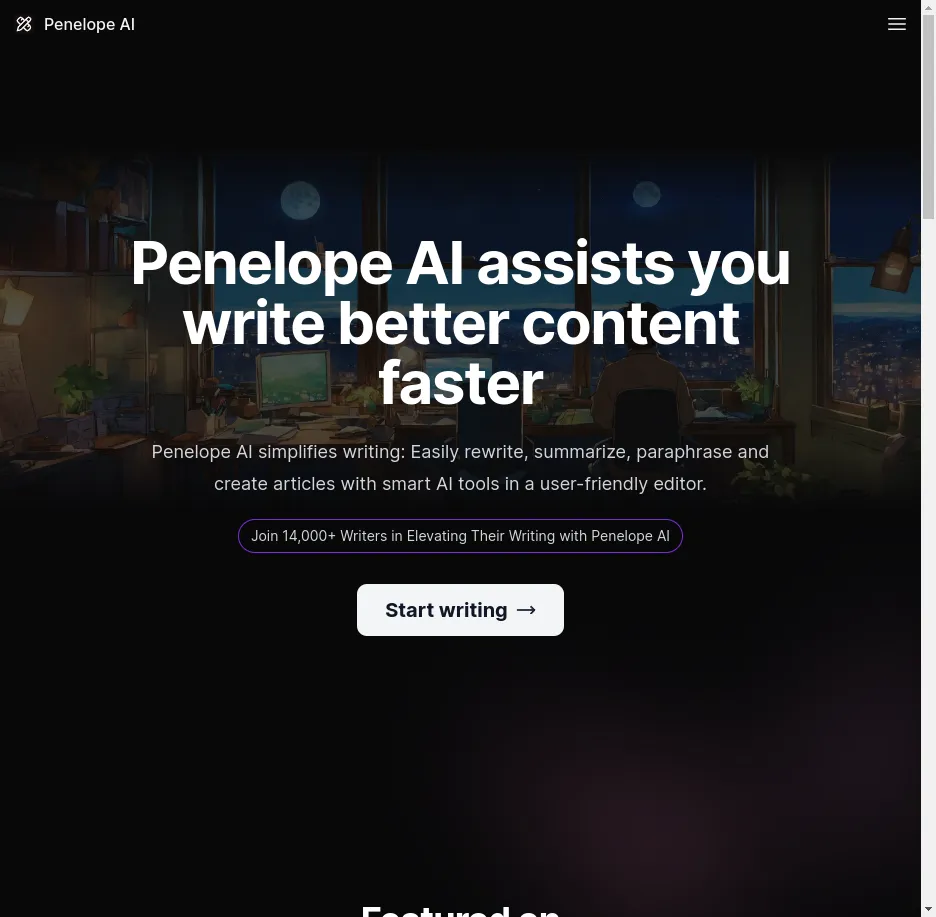 Penelope AI
Penelope AI assists you
write better content
faster
Penelope AI simplifies writing: Easily rewrite, summarize, paraphrase and
create articles with smart AI tools in a user-friendly editor.
Join 14,000+ Writers in Elevating Their Writing with Penelope AI
Start writing →
Featured on